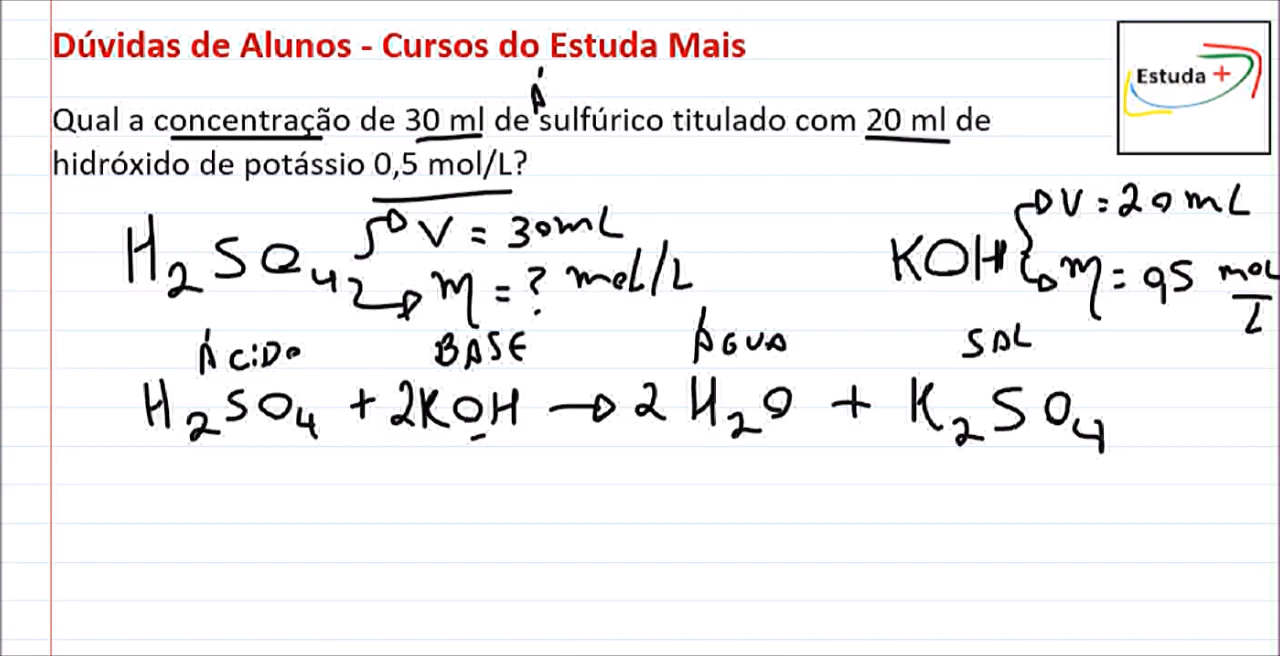 Dúvidas de Alunos - Cursos do Estuda Mais
Estuda +
Á
Qual a concentração de 30 ml de sulfúrico titulado com 20 ml de
hidróxido de potássio 0,5 mol/L?
V = 30mL
H2SO4
M = ? mol/L
V = 20 mL
KOH
M = 0,5 mol/L
ÁCIDO BASE ÁGUA SAL
H2SO4 + 2KOH → 2 H2O + K2SO4